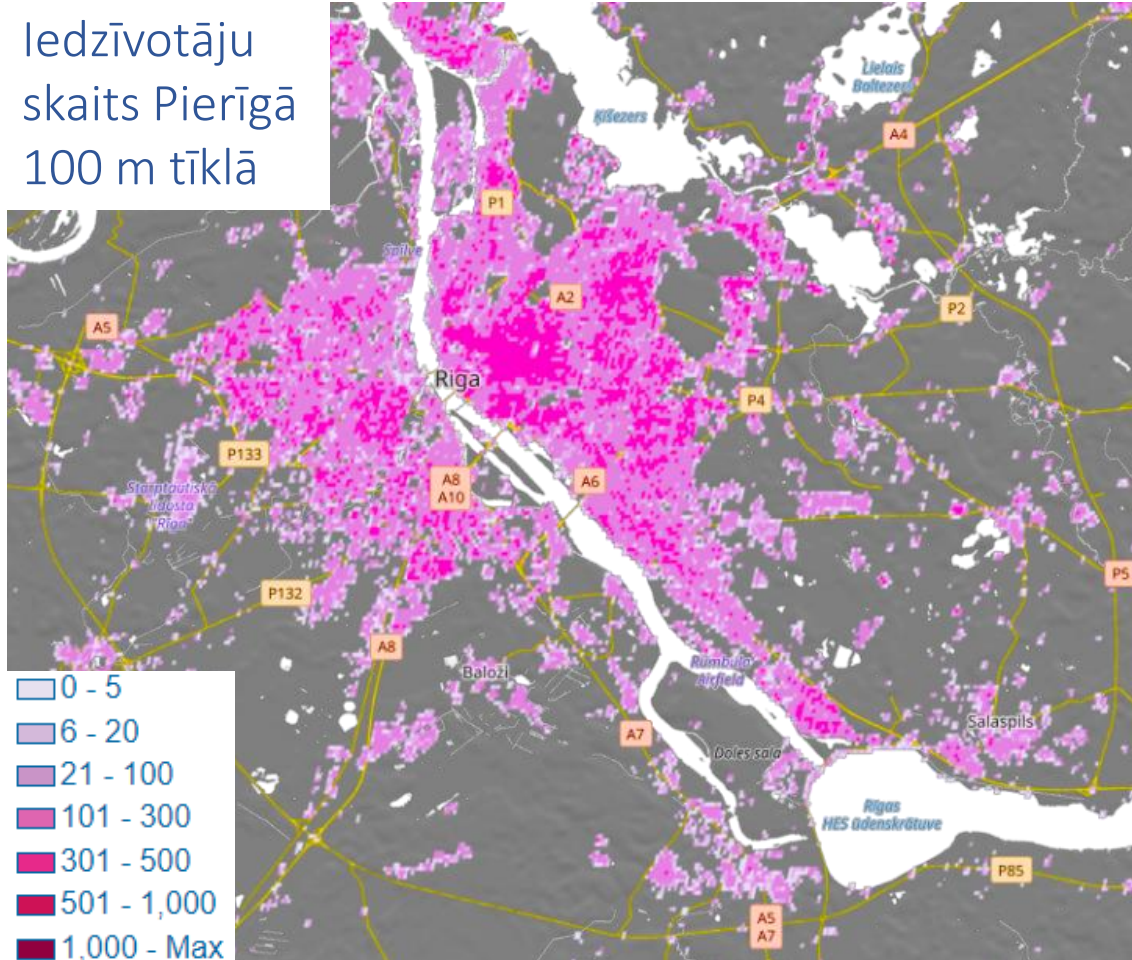 Iedzīvotāju
skaits Pierīgā
100 m tīklā
Lielais
Baltezers
Ķīšezers
A4
P1
Spilve
A2
P2
A5
Rīga
P4
P133
A8
A10
A6
Starptautiskā
lidosta
"Rīga"
P5
P132
A8
Rumbula
Airfield
Baloži
0 - 5
6 - 20
21 - 100
101 - 300
301 - 500
501 - 1,000
1,000 - Max
Salaspils
A7
Doles sala
Rīgas
HES ūdenskrātuve
P85
A5
A7